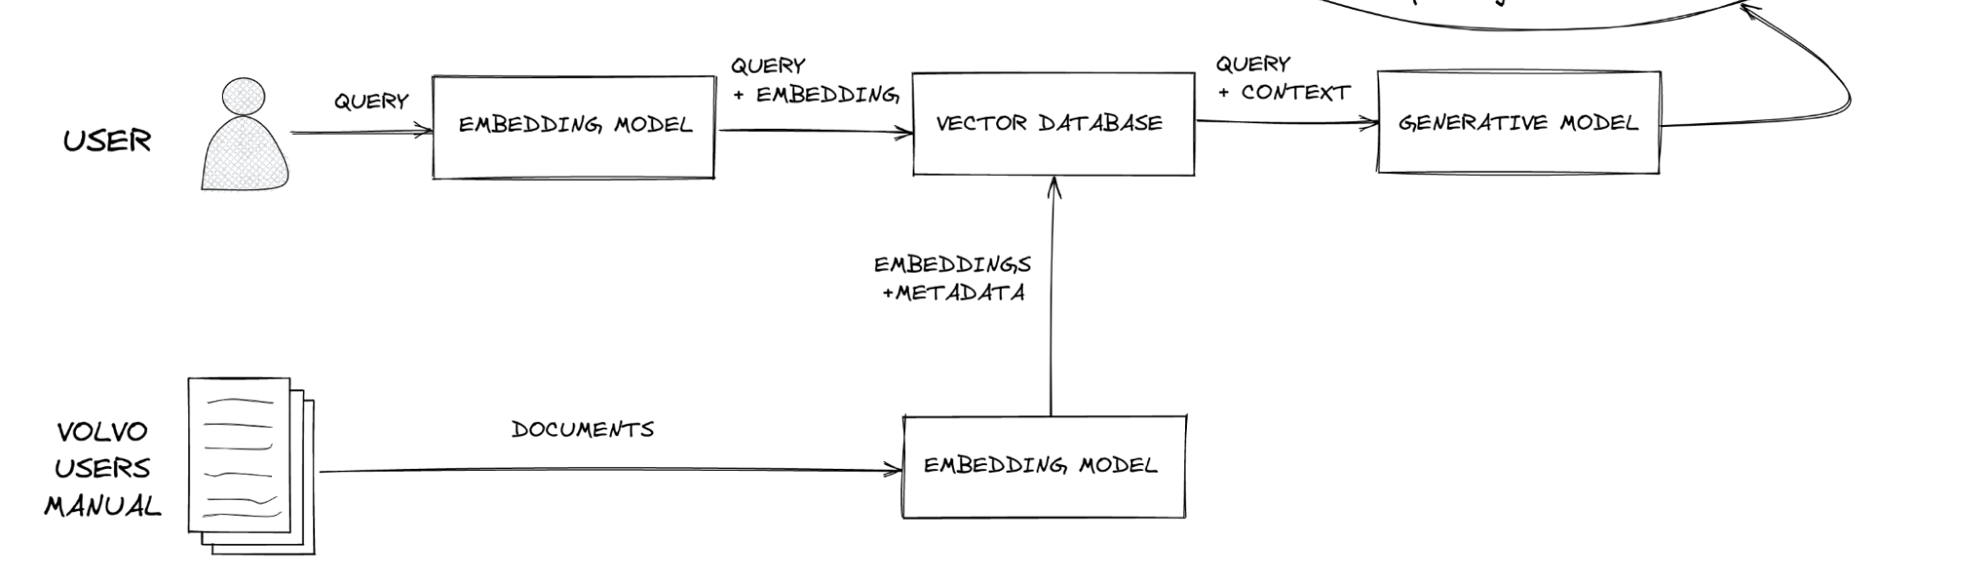 QUERY
+ EMBEDDING
QUERY
+ CONTEXT
USER
QUERY
EMBEDDING MODEL
VECTOR DATABASE
GENERATIVE MODEL
EMBEDDINGS
+METADATA
VOLVO
USERS
MANUAL
DOCUMENTS
EMBEDDING MODEL